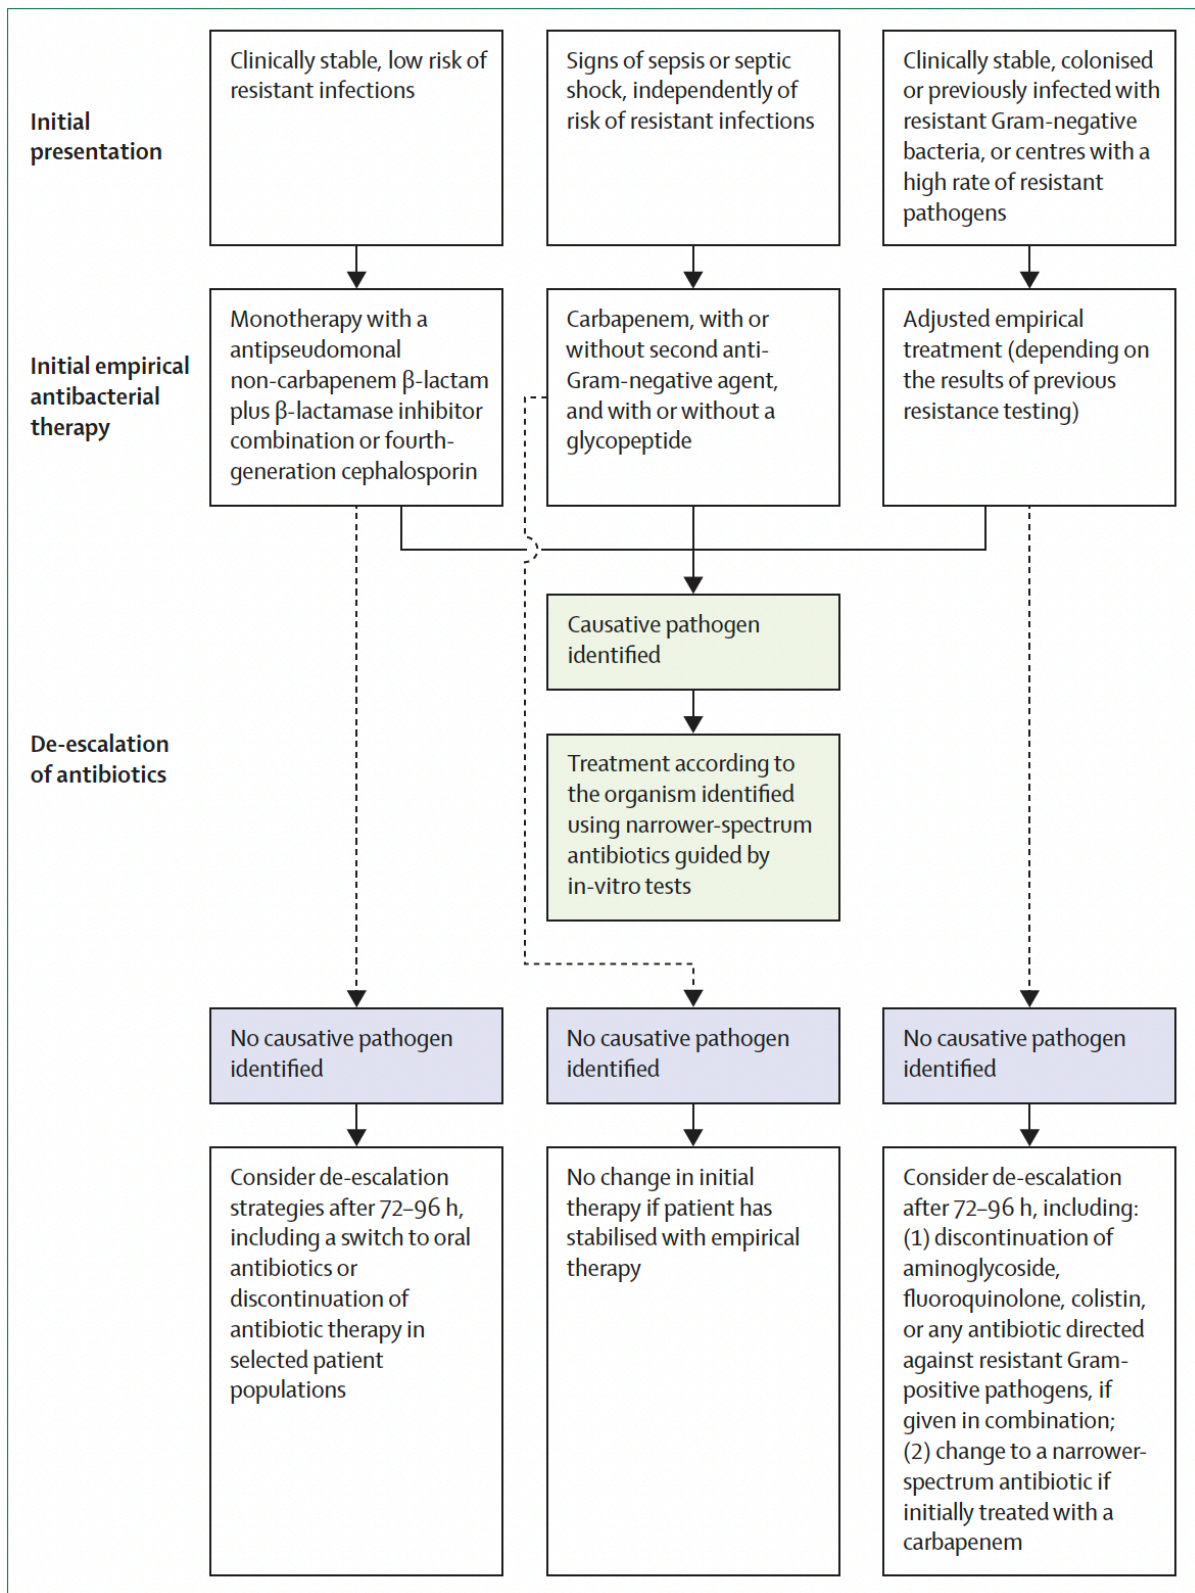 Initial
presentation
Clinically stable, low risk of
resistant infections
Signs of sepsis or septic
shock, independently of
risk of resistant infections
Clinically stable, colonised
or previously infected with
resistant Gram-negative
bacteria, or centres with a
high rate of resistant
pathogens
Initial empirical
antibacterial
therapy
Monotherapy with a
antipseudomonal
non-carbapenem β-lactam
plus β-lactamase inhibitor
combination or fourth-
generation cephalosporin
Carbapenem, with or
without second anti-
Gram-negative agent,
and with or without a
glycopeptide
Adjusted empirical
treatment (depending on
the results of previous
resistance testing)
Causative pathogen
identified
De-escalation
of antibiotics
Treatment according to
the organism identified
using narrower-spectrum
antibiotics guided by
in-vitro tests
No causative pathogen
identified
No causative pathogen
identified
No causative pathogen
identified
Consider de-escalation
strategies after 72–96 h,
including a switch to oral
antibiotics or
discontinuation of
antibiotic therapy in
selected patient
populations
No change in initial
therapy if patient has
stabilised with empirical
therapy
Consider de-escalation
after 72–96 h, including:
(1) discontinuation of
aminoglycoside,
fluoroquinolone, colistin,
or any antibiotic directed
against resistant Gram-
positive pathogens, if
given in combination;
(2) change to a narrower-
spectrum antibiotic if
initially treated with a
carbapenem